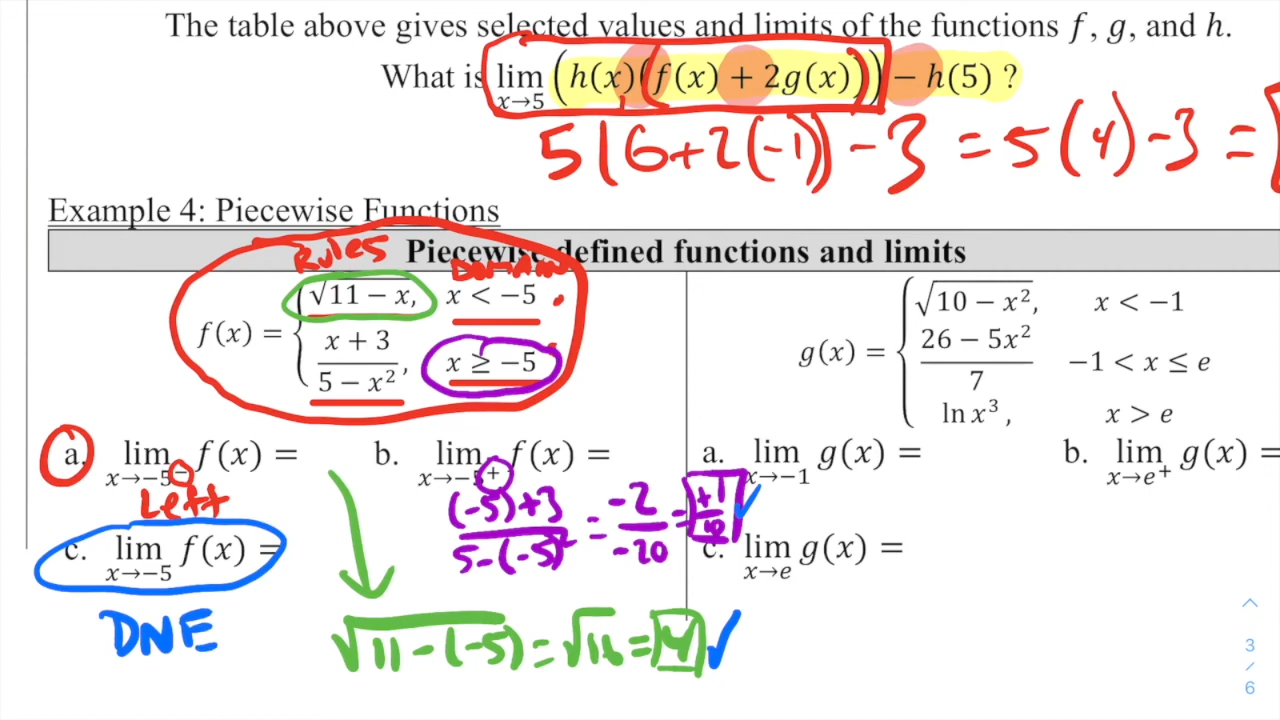 The table above gives selected values and limits of the functions f, g, and h.
What is lim x→5 (h(x)(f(x) + 2g(x))) − h(5) ?
5(6+2(-1))-3 = 5(4)-3 =
Example 4: Piecewise Functions
Piecewise defined functions and limits
Rules Domain
f(x) = { √11 − x, x < −5
x + 3 / 5 − x², x ≥ −5
g(x) = { √10 − x², x < −1
26 − 5x² / 7 −1 < x ≤ e
ln x³, x > e
a. lim x→−5⁻ f(x) =
Left
b. lim x→−5⁺ f(x) =
(-5)+3 / 5-(-5)² = -2 / -20 = +1 / 10
c. lim x→−5 f(x) =
DNE
√11-(-5) = √16 = 4
a. lim x→−1 g(x) =
b. lim x→e⁺ g(x) =
c. lim x→e g(x) =
3
/
6